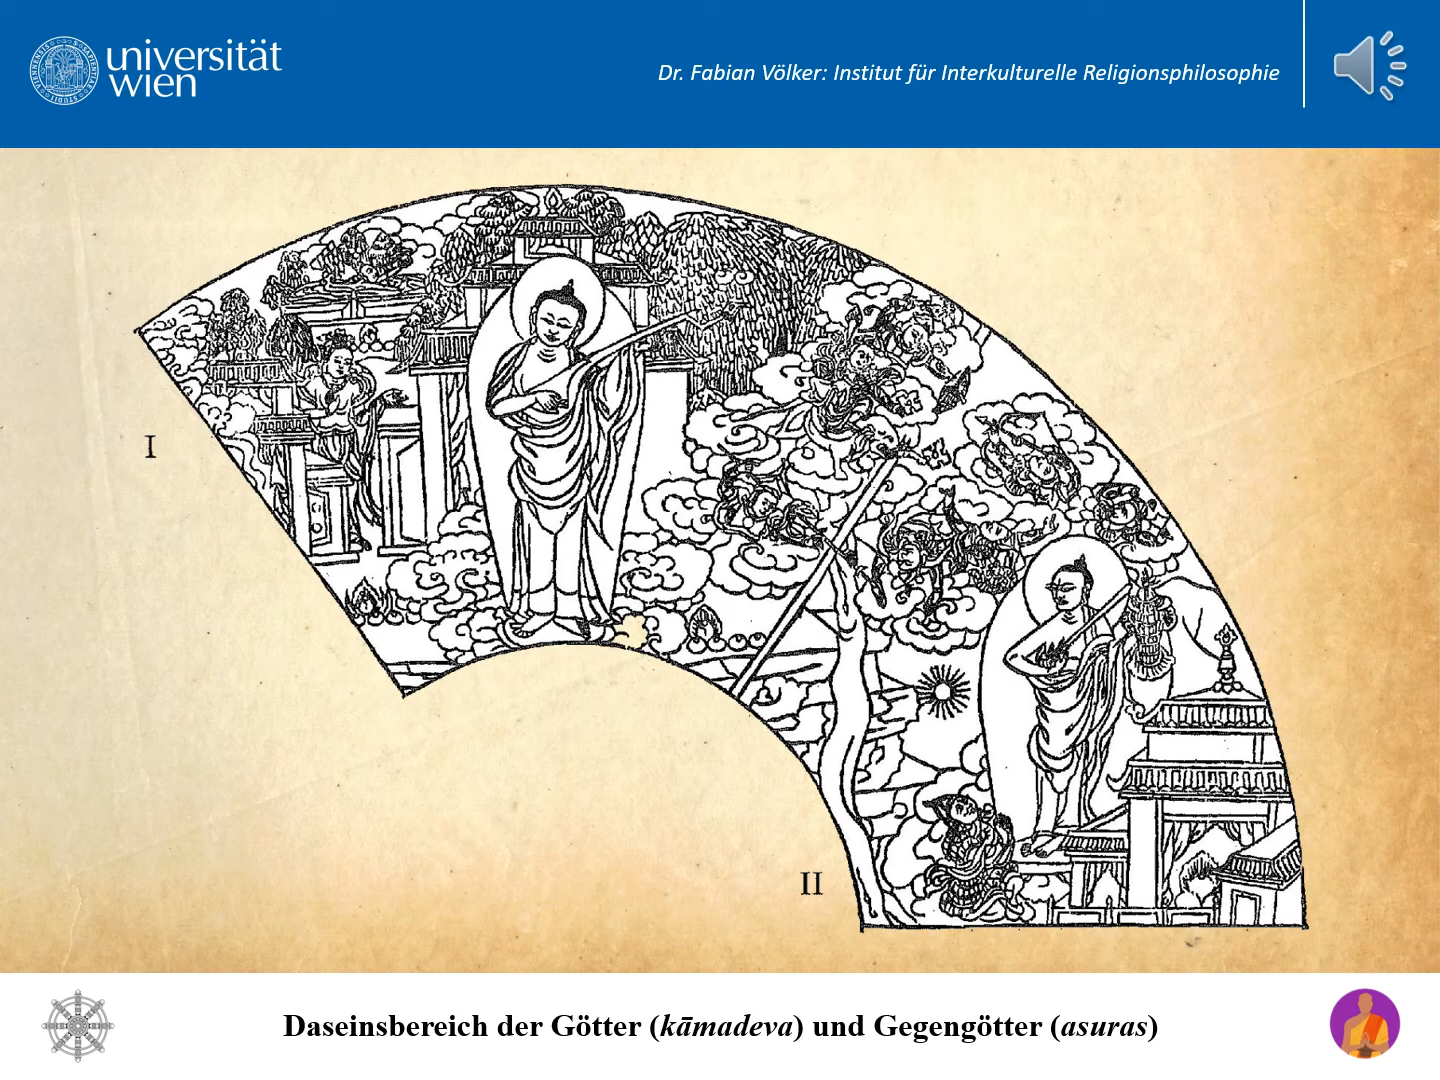 universität
wien
Dr. Fabian Völker: Institut für Interkulturelle Religionsphilosophie
I
II
Daseinsbereich der Götter (kāmadeva) und Gegengötter (asuras)